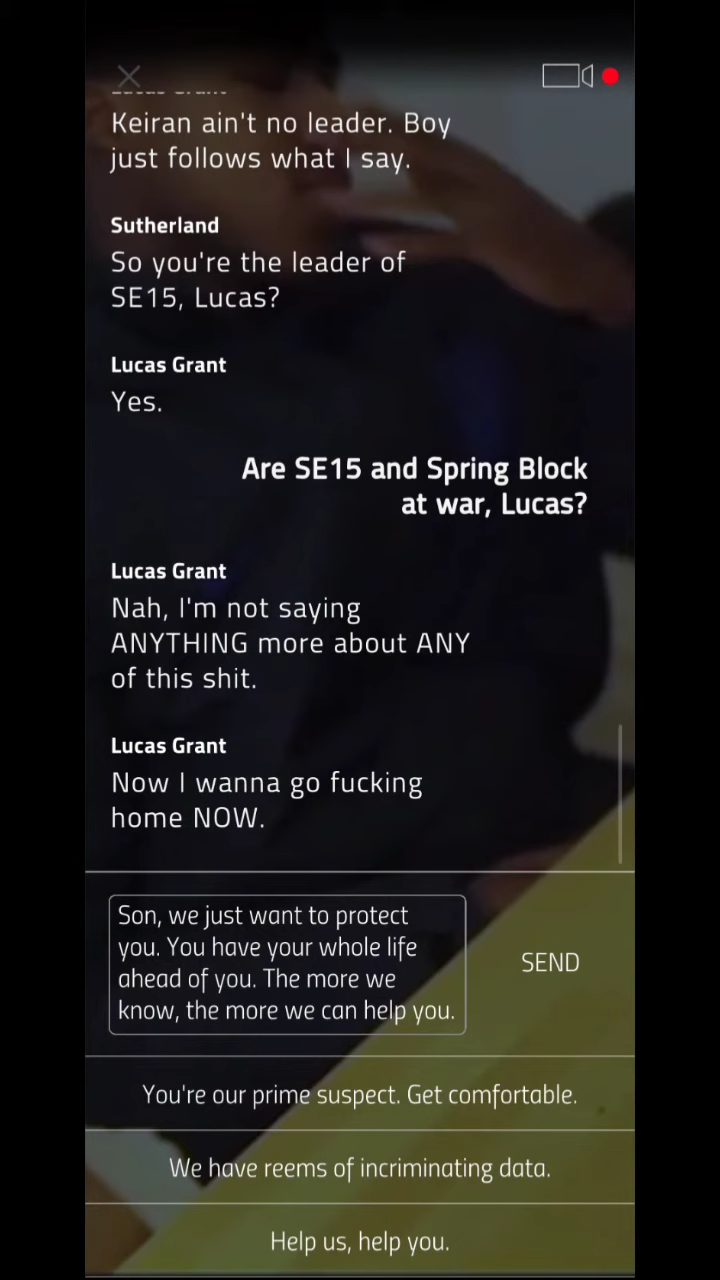 Keiran ain't no leader. Boy
just follows what I say.
Sutherland
So you're the leader of
SE15, Lucas?
Lucas Grant
Yes.
Are SE15 and Spring Block
at war, Lucas?
Lucas Grant
Nah, I'm not saying
ANYTHING more about ANY
of this shit.
Lucas Grant
Now I wanna go fucking
home NOW.
Son, we just want to protect
you. You have your whole life
ahead of you. The more we
know, the more we can help you.
SEND
You're our prime suspect. Get comfortable.
We have reems of incriminating data.
Help us, help you.